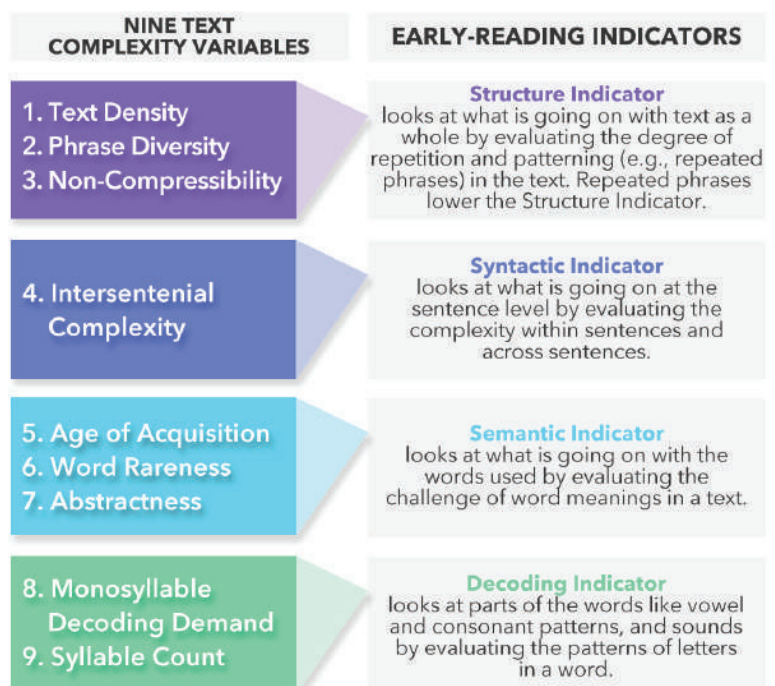 NINE TEXT
COMPLEXITY VARIABLES
EARLY-READING INDICATORS
1. Text Density
2. Phrase Diversity
3. Non-Compressibility
Structure Indicator
looks at what is going on with text as a
whole by evaluating the degree of
repetition and patterning (e.g., repeated
phrases) in the text. Repeated phrases
lower the Structure Indicator.
4. Intersentenial
Complexity
Syntactic Indicator
looks at what is going on at the
sentence level by evaluating the
complexity within sentences and
across sentences.
5. Age of Acquisition
6. Word Rareness
7. Abstractness
Semantic Indicator
looks at what is going on with the
words used by evaluating the
challenge of word meanings in a text.
8. Monosyllable
Decoding Demand
9. Syllable Count
Decoding Indicator
looks at parts of the words like vowel
and consonant patterns, and sounds
by evaluating the patterns of letters
in a word.